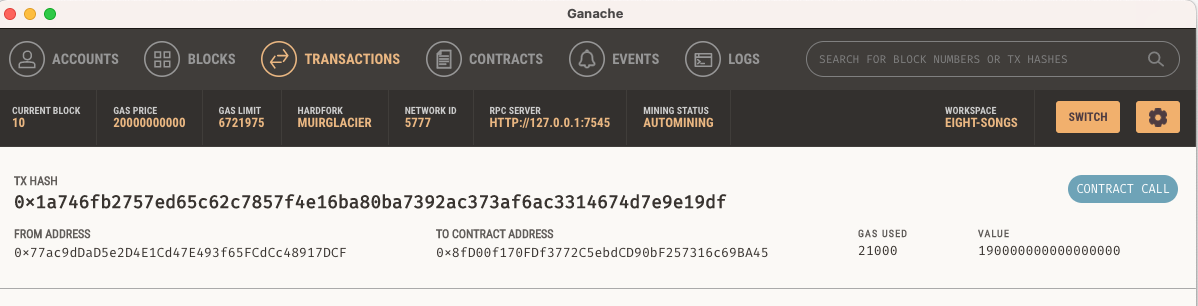 Ganache
ACCOUNTS BLOCKS TRANSACTIONS CONTRACTS EVENTS LOGS SEARCH FOR BLOCK NUMBERS OR TX HASHES
CURRENT BLOCK GAS PRICE GAS LIMIT HARDFORK NETWORK ID RPC SERVER MINING STATUS WORKSPACE
10 20000000000 6721975 MUIRGLACIER 5777 HTTP://127.0.0.1:7545 AUTOMINING EIGHT-SONGS SWITCH
TX HASH
0×1a746fb2757ed65c62c7857f4e16ba80ba7392ac373af6ac3314674d7e9e19df CONTRACT CALL
FROM ADDRESS TO CONTRACT ADDRESS GAS USED VALUE
0×77ac9dDaD5e2D4E1Cd47E493f65FCdCc48917DCF 0×8fD00f170FDf3772C5ebdCD90bF257316c69BA45 21000 190000000000000000